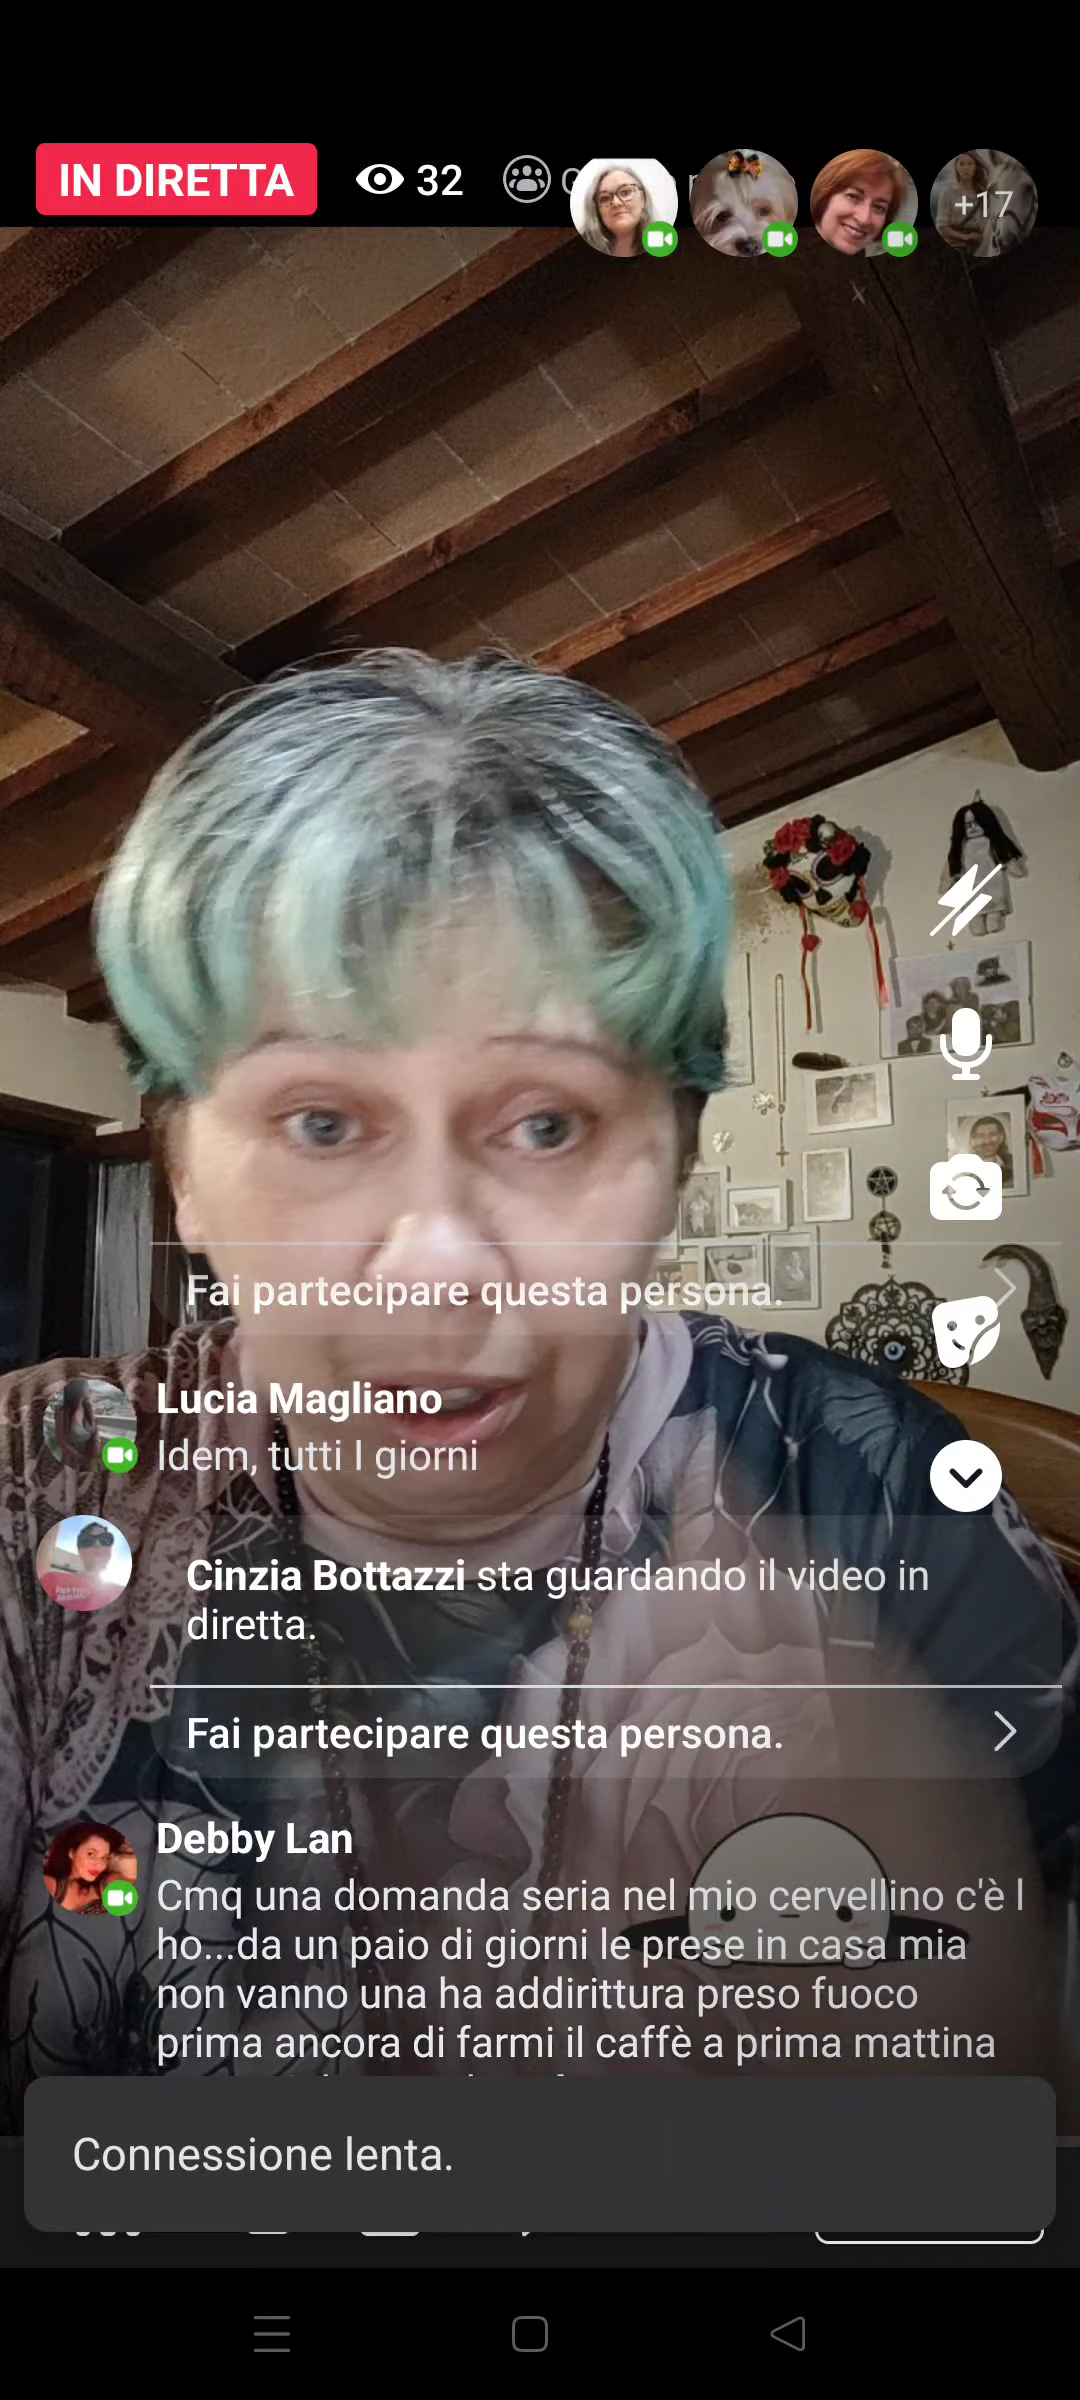 IN DIRETTA
32
+17
Fai partecipare questa persona.
Lucia Magliano
Idem, tutti I giorni
Cinzia Bottazzi sta guardando il video in
diretta.
Fai partecipare questa persona.
Debby Lan
Cmq una domanda seria nel mio cervellino c'è l
ho...da un paio di giorni le prese in casa mia
non vanno una ha addirittura preso fuoco
prima ancora di farmi il caffè a prima mattina
Connessione lenta.